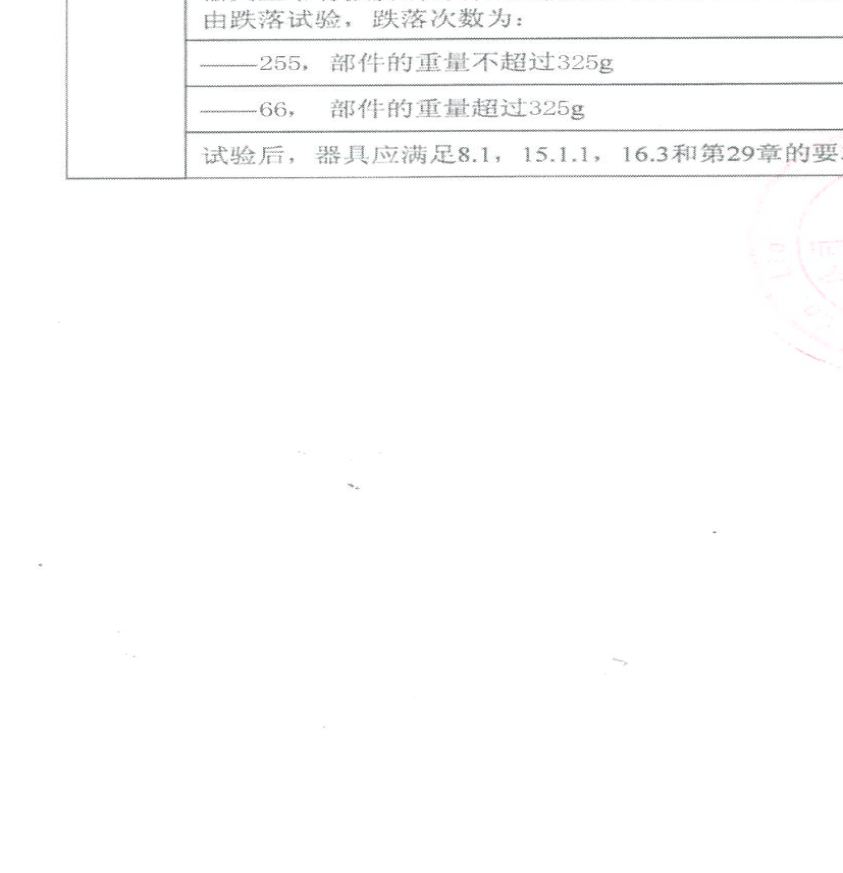 由跌落试验，跌落次数为：
——255，部件的重量不超过325g
——66， 部件的重量超过325g
试验后，器具应满足8.1，15.1.1，16.3和第29章的要